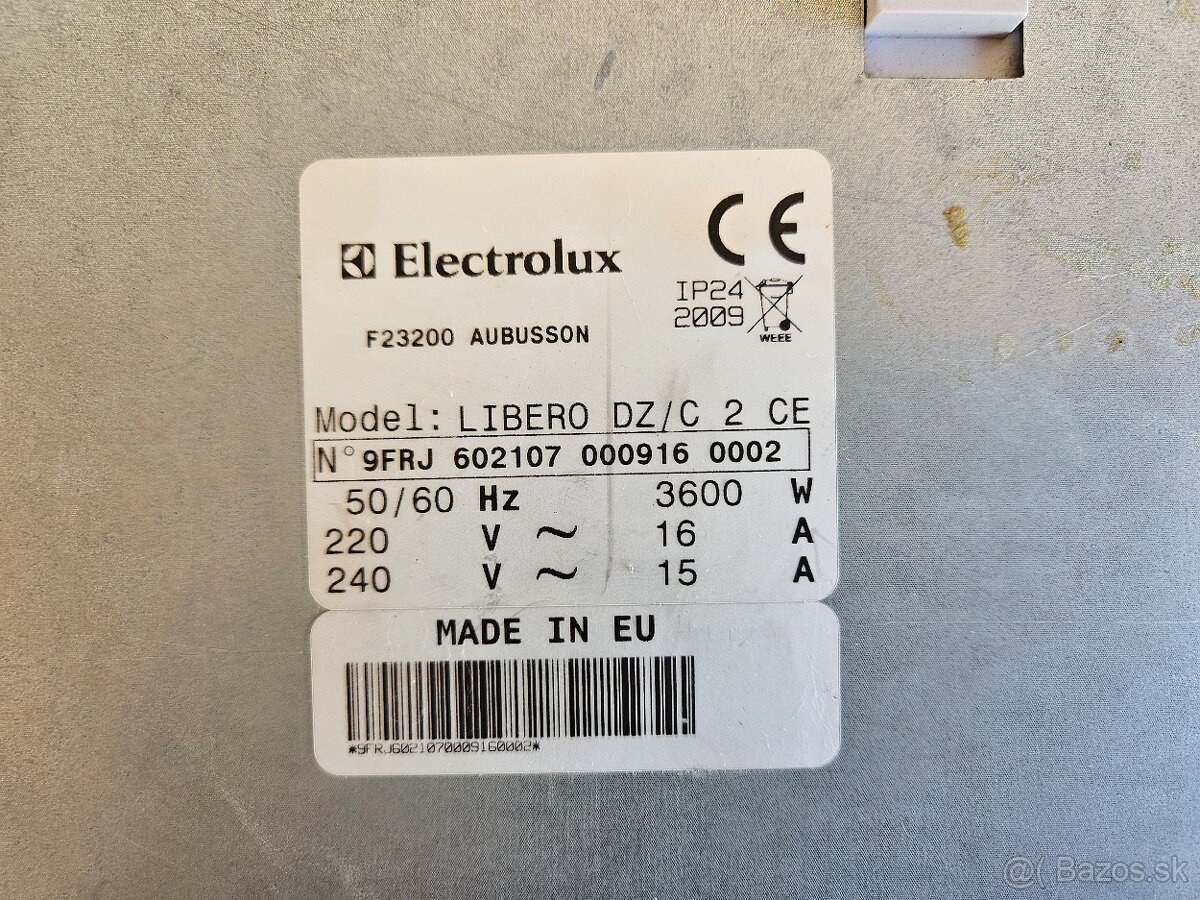 CE
Electrolux
IP24
2009
WEEE
F23200 AUBUSSON
Model: LIBERO DZ/C 2 CE
N° 9FRJ 602107 000916 0002
50/60 Hz 3600 W
220 V ~ 16 A
240 V ~ 15 A
MADE IN EU
*9FRJ6021070009160002*
@( Bazos.sk